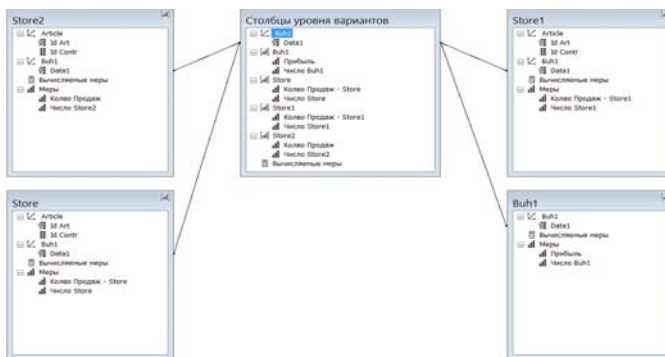 Store2
Article
Id Art
Id Contr
Buh1
Data1
Вычисляемые меры
Меры
Колво Продаж
Число Store2
Столбцы уровня вариантов
Buh1
Data1
Buh1
Прибыль
Число Buh1
Store
Колво Продаж - Store
Число Store
Store1
Колво Продаж - Store1
Число Store1
Store2
Колво Продаж
Число Store2
Вычисляемые меры
Store1
Article
Id Art
Id Contr
Buh1
Data1
Вычисляемые меры
Меры
Колво Продаж - Store1
Число Store1
Store
Article
Id Art
Id Contr
Buh1
Data1
Вычисляемые меры
Меры
Колво Продаж - Store
Число Store
Buh1
Buh1
Data1
Вычисляемые меры
Меры
Прибыль
Число Buh1